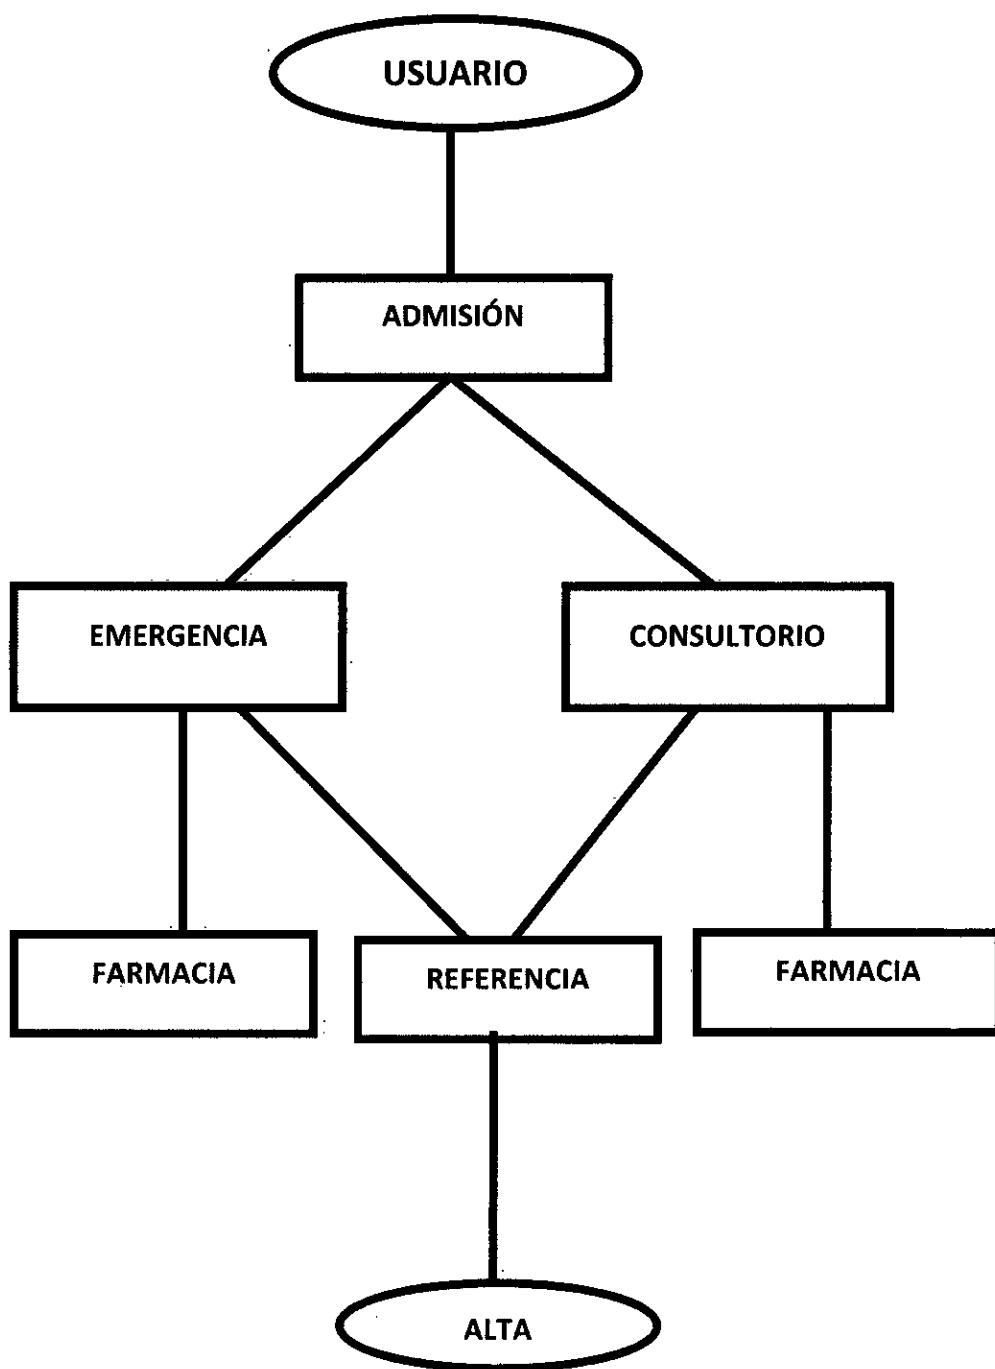 USUARIO
ADMISIÓN
EMERGENCIA
CONSULTORIO
FARMACIA
REFERENCIA
FARMACIA
ALTA